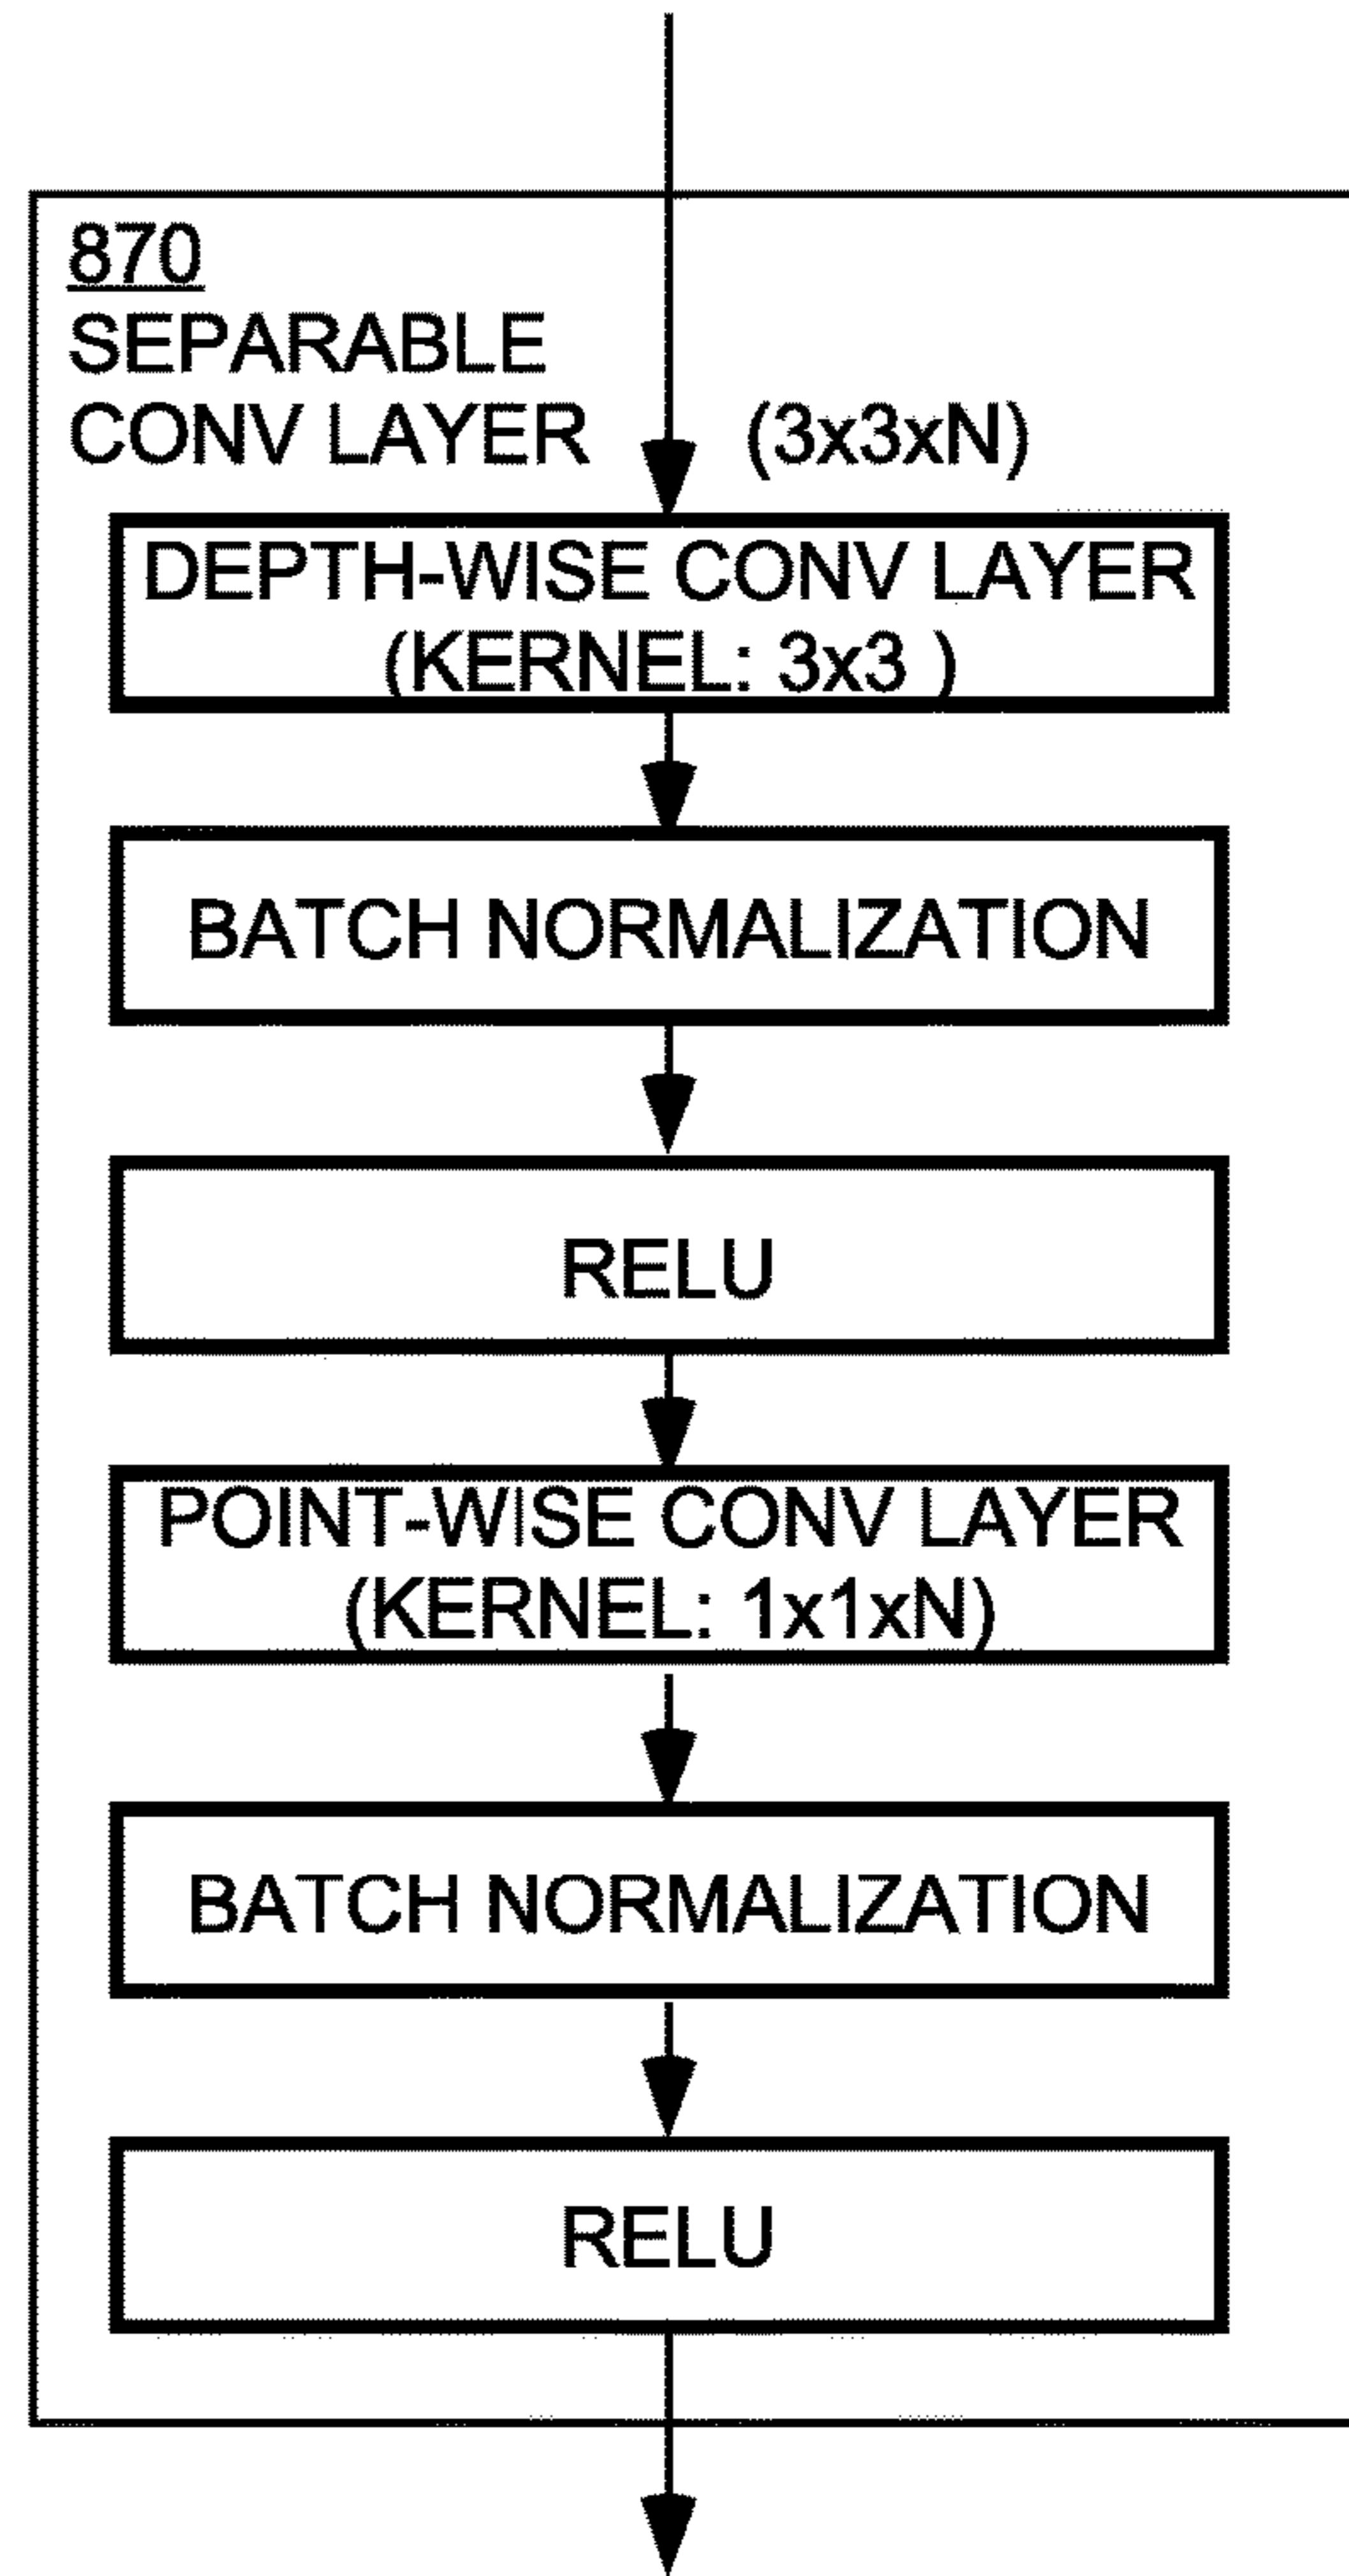 870
SEPARABLE
CONV LAYER (3x3xN)
DEPTH-WISE CONV LAYER
(KERNEL: 3x3 )
BATCH NORMALIZATION
RELU
POINT-WISE CONV LAYER
(KERNEL: 1x1xN)
BATCH NORMALIZATION
RELU